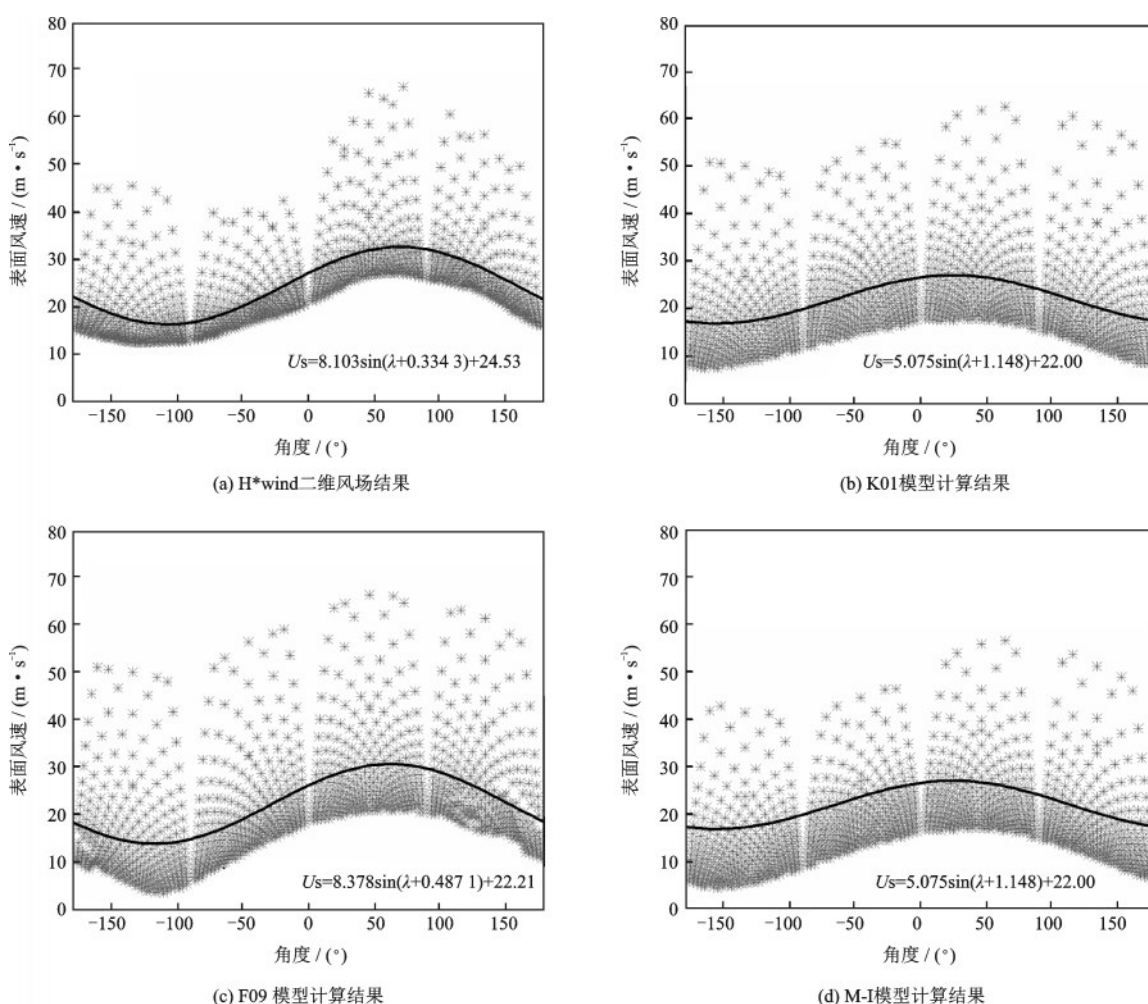 80
70
60
50
40
30
20
10
0
表面风速 / (m • s⁻¹)
−150 −100 −50 0 50 100 150
角度 / (°)
Us=8.103sin(λ+0.334 3)+24.53
(a) H*wind二维风场结果
80
70
60
50
40
30
20
10
0
表面风速 / (m • s⁻¹)
−150 −100 −50 0 50 100 150
角度 / (°)
Us=5.075sin(λ+1.148)+22.00
(b) K01模型计算结果
80
70
60
50
40
30
20
10
0
表面风速 / (m • s⁻¹)
−150 −100 −50 0 50 100 150
角度 / (°)
Us=8.378sin(λ+0.487 1)+22.21
(c) F09 模型计算结果
80
70
60
50
40
30
20
10
0
表面风速 / (m • s⁻¹)
−150 −100 −50 0 50 100 150
角度 / (°)
Us=5.075sin(λ+1.148)+22.00
(d) M-I模型计算结果